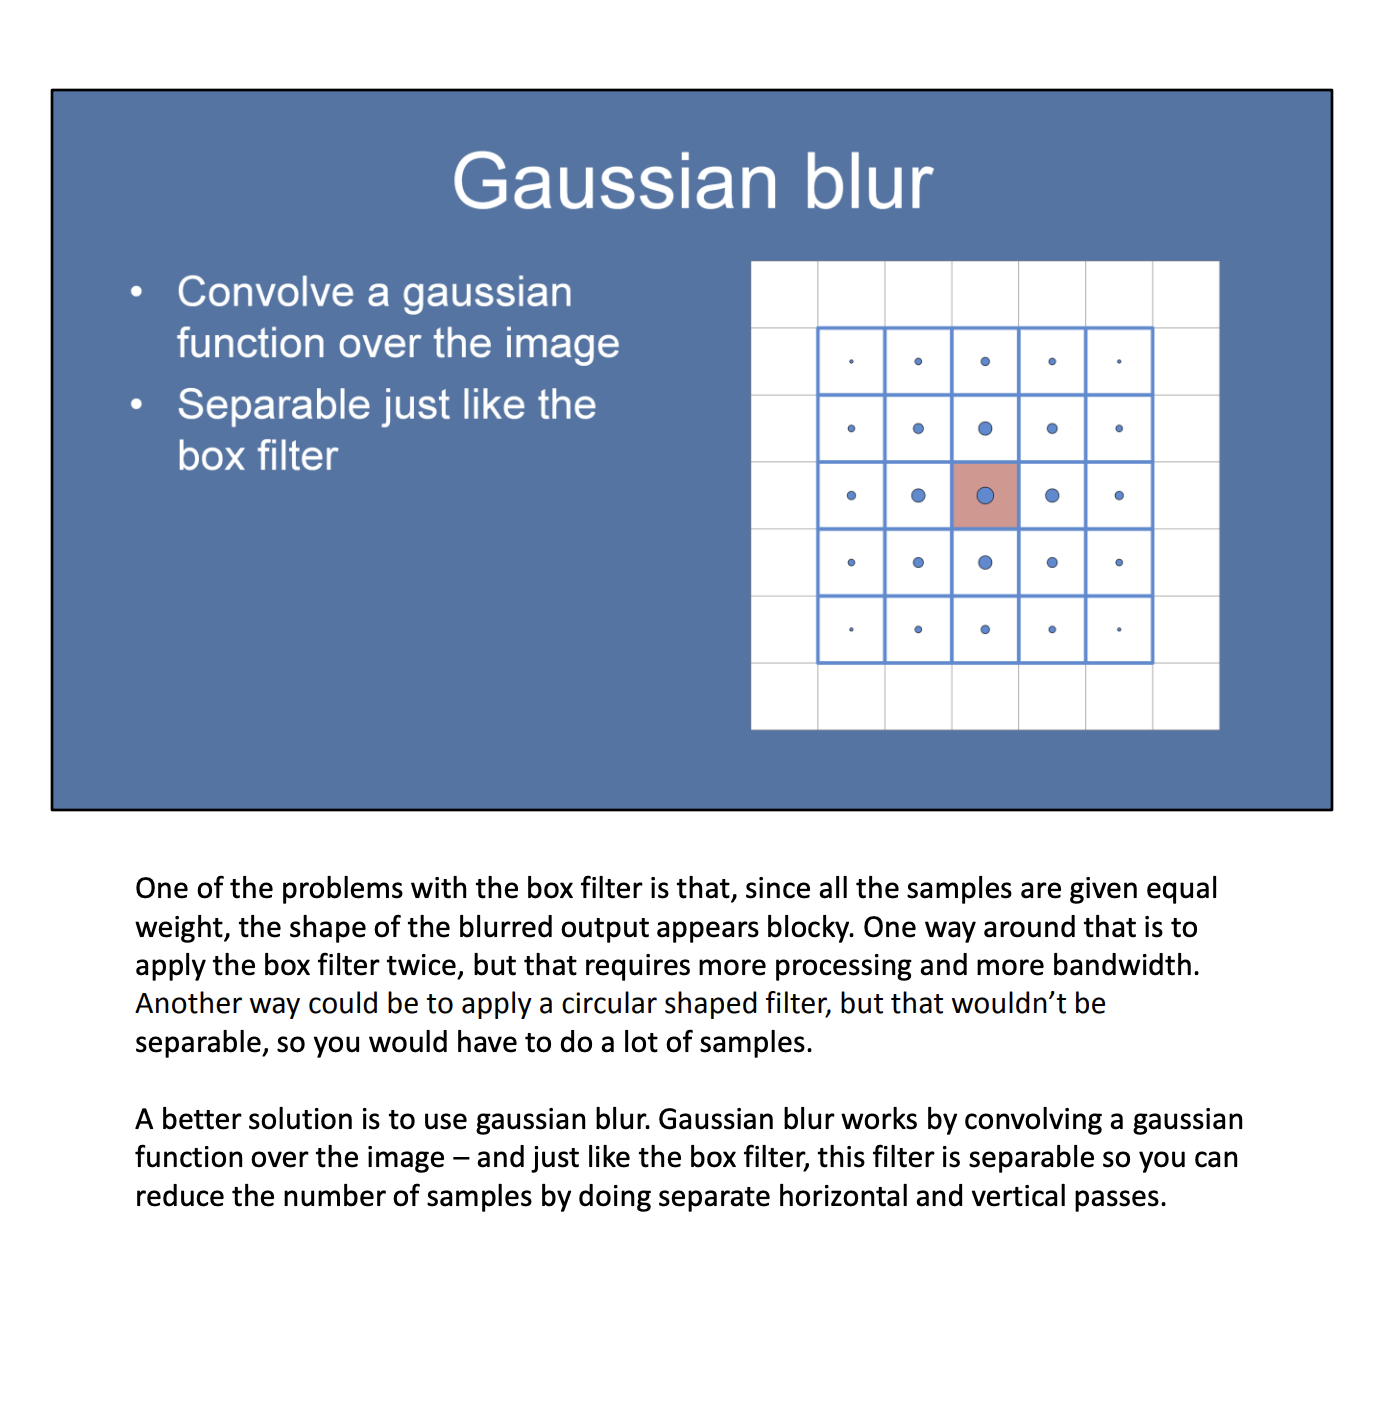 Gaussian blur
• Convolve a gaussian
function over the image
• Separable just like the
box filter
One of the problems with the box filter is that, since all the samples are given equal
weight, the shape of the blurred output appears blocky. One way around that is to
apply the box filter twice, but that requires more processing and more bandwidth.
Another way could be to apply a circular shaped filter, but that wouldn’t be
separable, so you would have to do a lot of samples.
A better solution is to use gaussian blur. Gaussian blur works by convolving a gaussian
function over the image – and just like the box filter, this filter is separable so you can
reduce the number of samples by doing separate horizontal and vertical passes.